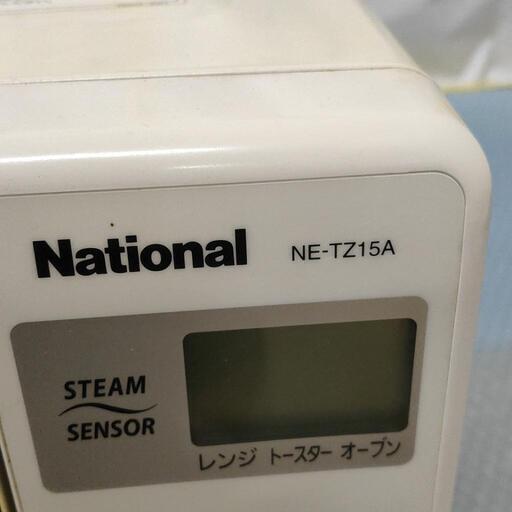 National NE-TZ15A
STEAM
SENSOR
レンジ トースター オーブン